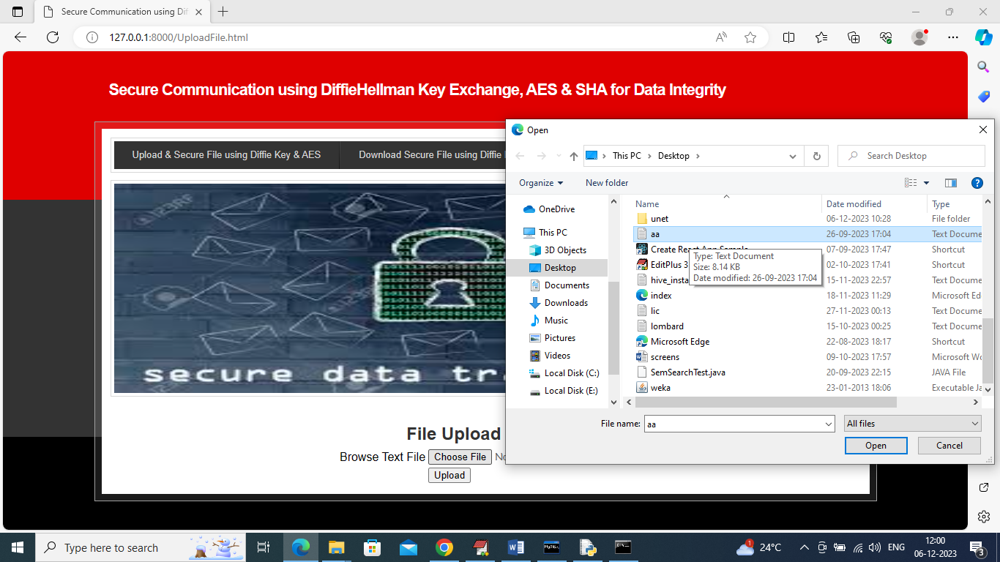 Secure Communication using Dif
127.0.0.1:8000/UploadFile.html
Secure Communication using DiffieHellman Key Exchange, AES & SHA for Data Integrity
Upload & Secure File using Diffie Key & AES
Download Secure File using Diffie
secure data tr
File Upload
Browse Text File
Choose File
No
Upload
Open
This PC
Desktop
Search Desktop
Organize
New folder
OneDrive
This PC
3D Objects
Desktop
Documents
Downloads
Music
Pictures
Videos
Local Disk (C:)
Local Disk (E:)
Name Date modified Type
unet 06-12-2023 10:28 File folder
aa 26-09-2023 17:04 Text Docume
Create React App Sample 07-09-2023 17:47 Shortcut
EditPlus 3 02-10-2023 17:41 Shortcut
hive_insta 15-11-2023 22:57 Text Docume
index 18-11-2023 11:29 Microsoft Ed
lic 27-11-2023 00:13 Text Docume
lombard 15-10-2023 00:25 Text Docume
Microsoft Edge 22-08-2023 18:17 Shortcut
screens 09-10-2023 17:57 Microsoft Wo
SemSearchTest.java 20-09-2023 22:15 JAVA File
weka 23-01-2013 18:06 Executable Ja
Type: Text Document
Size: 8.14 KB
Date modified: 26-09-2023 17:04
File name: aa
All files
Open
Cancel
Type here to search
1
24°C
ENG
12:00
06-12-2023
3